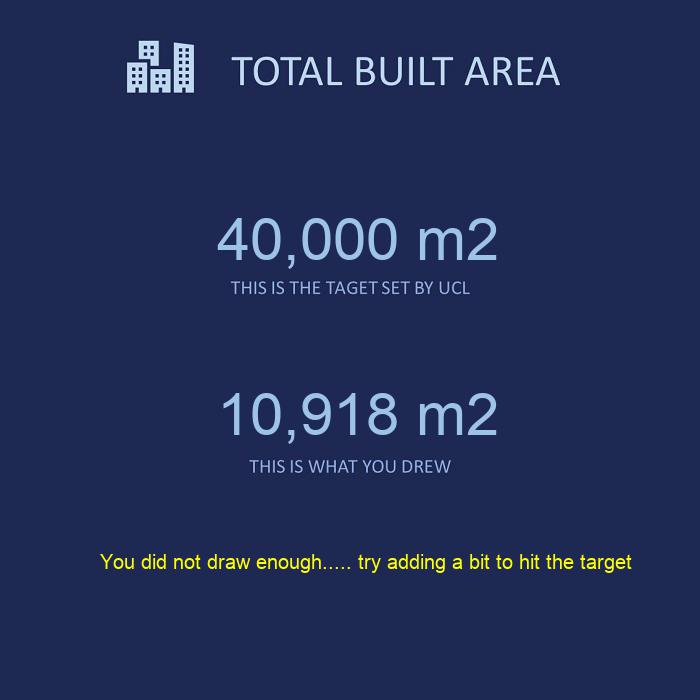 TOTAL BUILT AREA
40,000 m2
THIS IS THE TAGET SET BY UCL
10,918 m2
THIS IS WHAT YOU DREW
You did not draw enough..... try adding a bit to hit the target